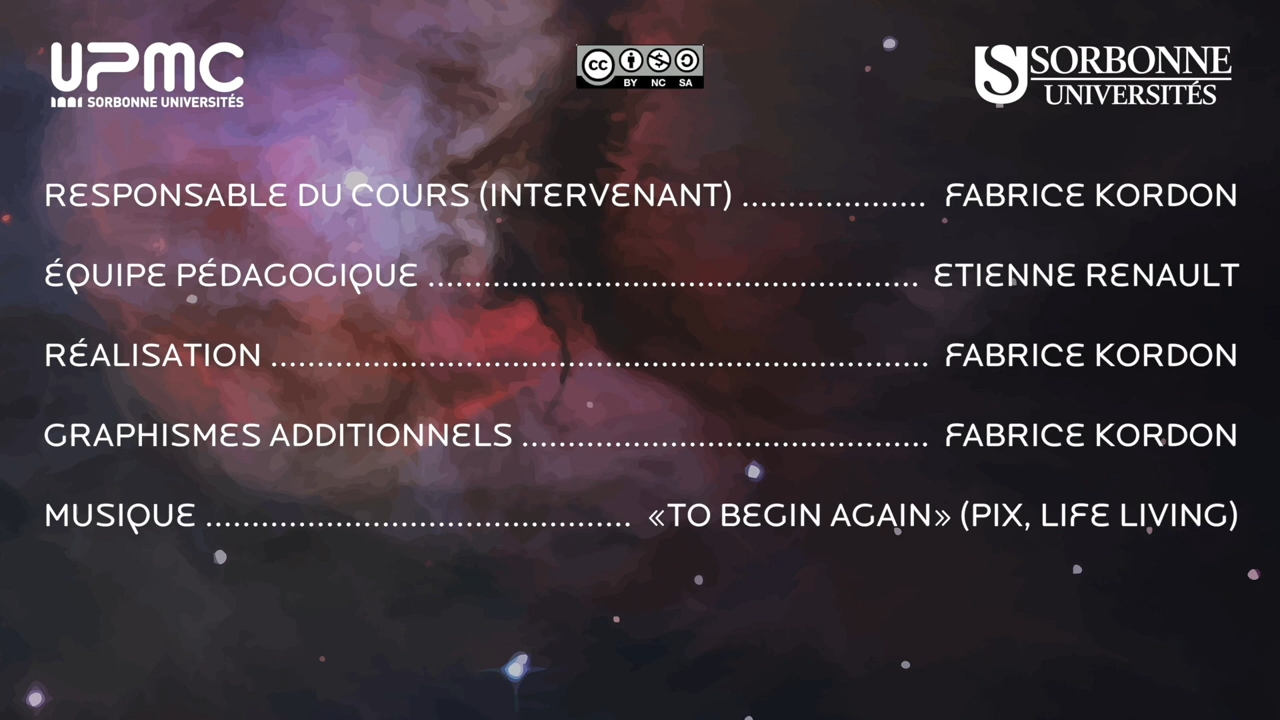 UPMC
SORBONNE UNIVERSITÉS
CC BY NC SA
SORBONNE
UNIVERSITÉS
RESPONSABLE DU COURS (INTERVENANT) .................... FABRICE KORDON
ÉQUIPE PÉDAGOGIQUE ..................................................... ETIENNE RENAULT
RÉALISATION ....................................................................... FABRICE KORDON
GRAPHISMES ADDITIONNELS ............................................ FABRICE KORDON
MUSIQUE .............................................. «TO BEGIN AGAIN» (PIX, LIFE LIVING)